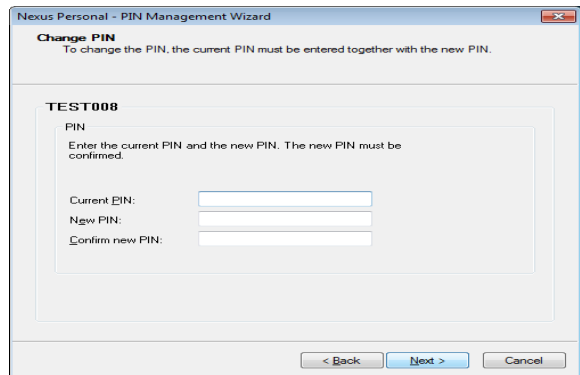 Nexus Personal - PIN Management Wizard
Change PIN
To change the PIN, the current PIN must be entered together with the new PIN.
TEST008
PIN
Enter the current PIN and the new PIN. The new PIN must be
confirmed.
Current PIN:
New PIN:
Confirm new PIN:
< Back Next > Cancel